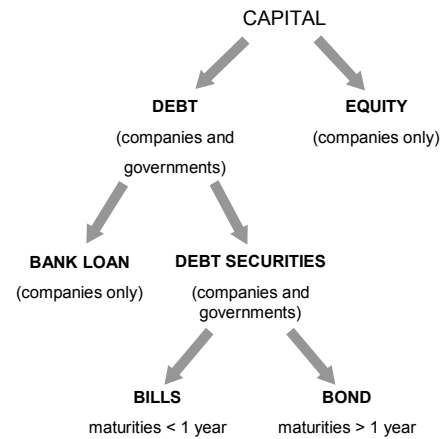 CAPITAL
DEBT
(companies and
governments)
EQUITY
(companies only)
BANK LOAN
(companies only)
DEBT SECURITIES
(companies and
governments)
BILLS
maturities < 1 year
BOND
maturities > 1 year